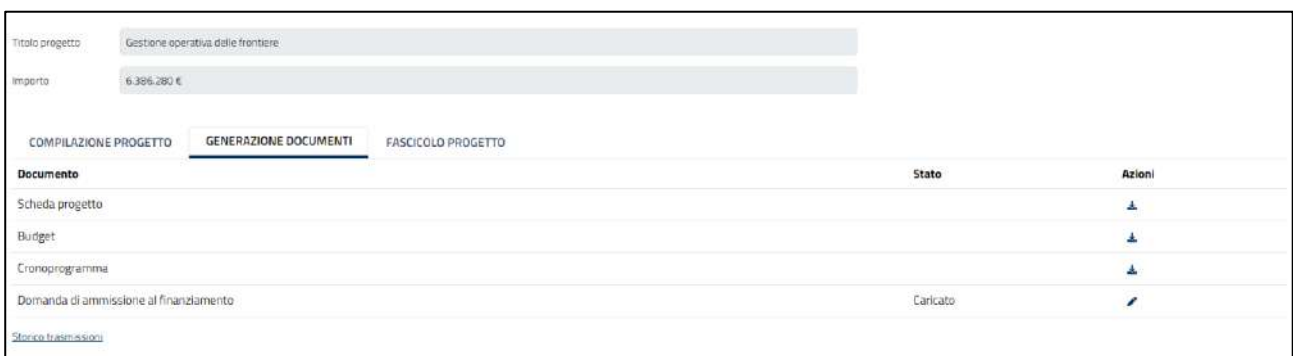 Titolo progetto Gestione operativa delle frontiere
Importo 6.386.280 €
COMPILAZIONE PROGETTO GENERAZIONE DOCUMENTI FASCICOLO PROGETTO
Documento Stato Azioni
Scheda progetto
Budget
Cronoprogramma
Domanda di ammissione al finanziamento Caricato
Storico trasmissioni